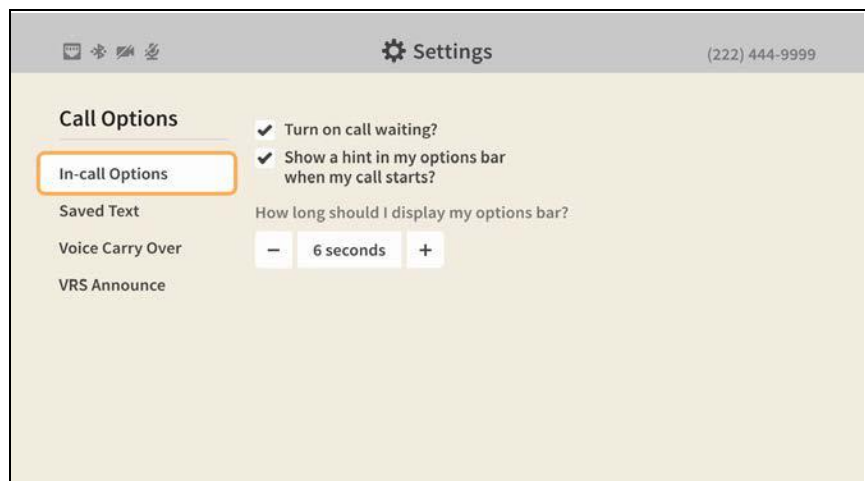 Settings
(222) 444-9999
Call Options
In-call Options
Saved Text
Voice Carry Over
VRS Announce
Turn on call waiting?
Show a hint in my options bar
when my call starts?
How long should I display my options bar?
− 6 seconds +